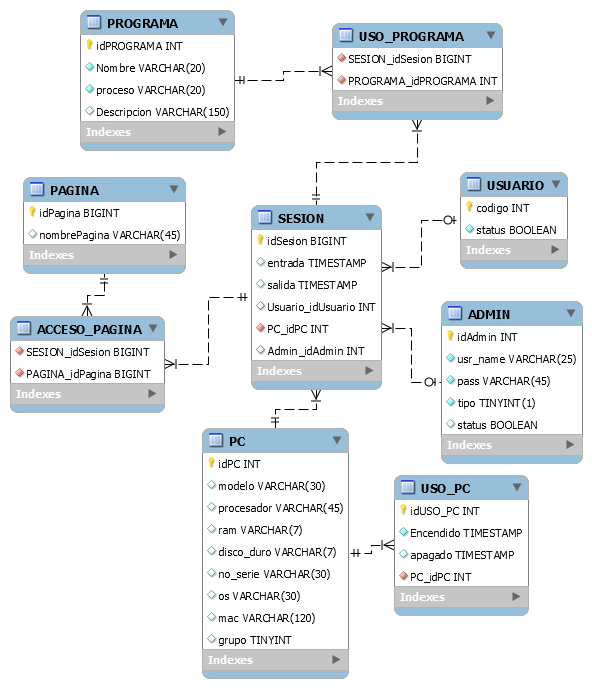 PROGRAMA
idPROGRAMA INT
Nombre VARCHAR(20)
proceso VARCHAR(20)
Descripcion VARCHAR(150)
Indexes
USO_PROGRAMA
SESION_idSesion BIGINT
PROGRAMA_idPROGRAMA INT
Indexes
PAGINA
idPagina BIGINT
nombrePagina VARCHAR(45)
Indexes
SESION
idSesion BIGINT
entrada TIMESTAMP
salida TIMESTAMP
Usuario_idUsuario INT
PC_idPC INT
Admin_idAdmin INT
Indexes
USUARIO
codigo INT
status BOOLEAN
Indexes
ACCESO_PAGINA
SESION_idSesion BIGINT
PAGINA_idPagina BIGINT
Indexes
ADMIN
idAdmin INT
usr_name VARCHAR(25)
pass VARCHAR(45)
tipo TINYINT(1)
status BOOLEAN
Indexes
PC
idPC INT
modelo VARCHAR(30)
procesador VARCHAR(45)
ram VARCHAR(7)
disco_duro VARCHAR(7)
no_serie VARCHAR(30)
os VARCHAR(30)
mac VARCHAR(120)
grupo TINYINT
Indexes
USO_PC
idUSO_PC INT
Encendido TIMESTAMP
apagado TIMESTAMP
PC_idPC INT
Indexes